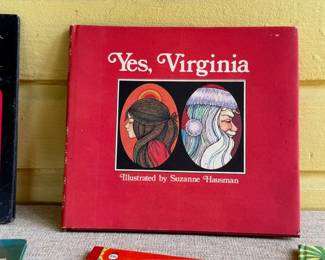 Yes, Virginia
Illustrated by Suzanne Hausman